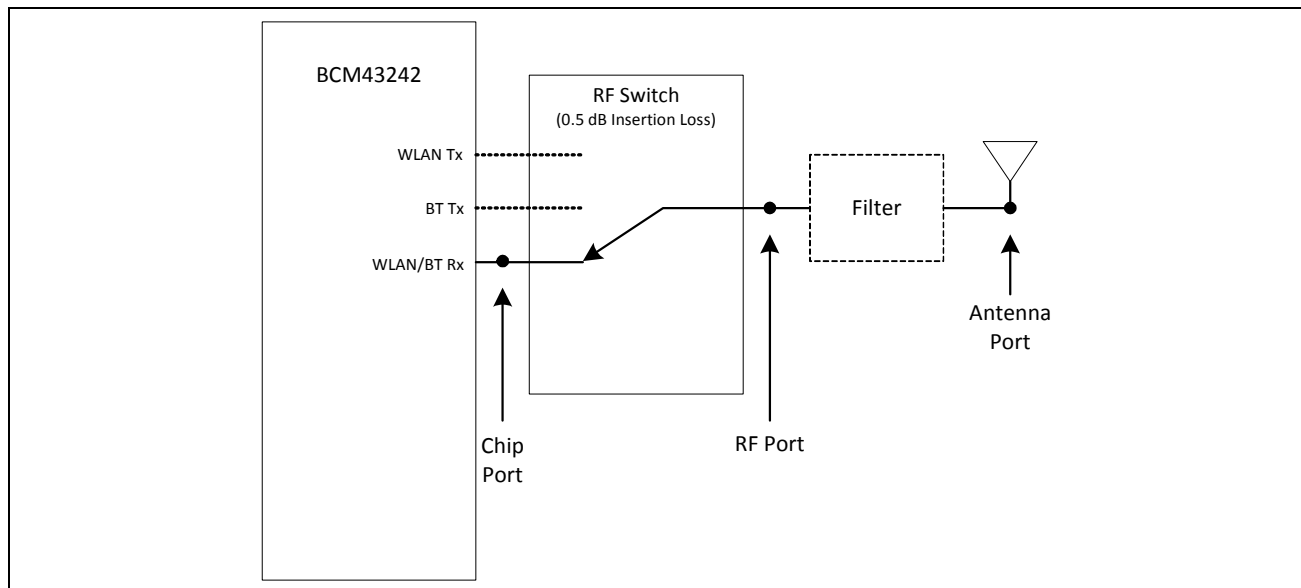 BCM43242
RF Switch
(0.5 dB Insertion Loss)
WLAN Tx
BT Tx
WLAN/BT Rx
Filter
Chip
Port
RF Port
Antenna
Port